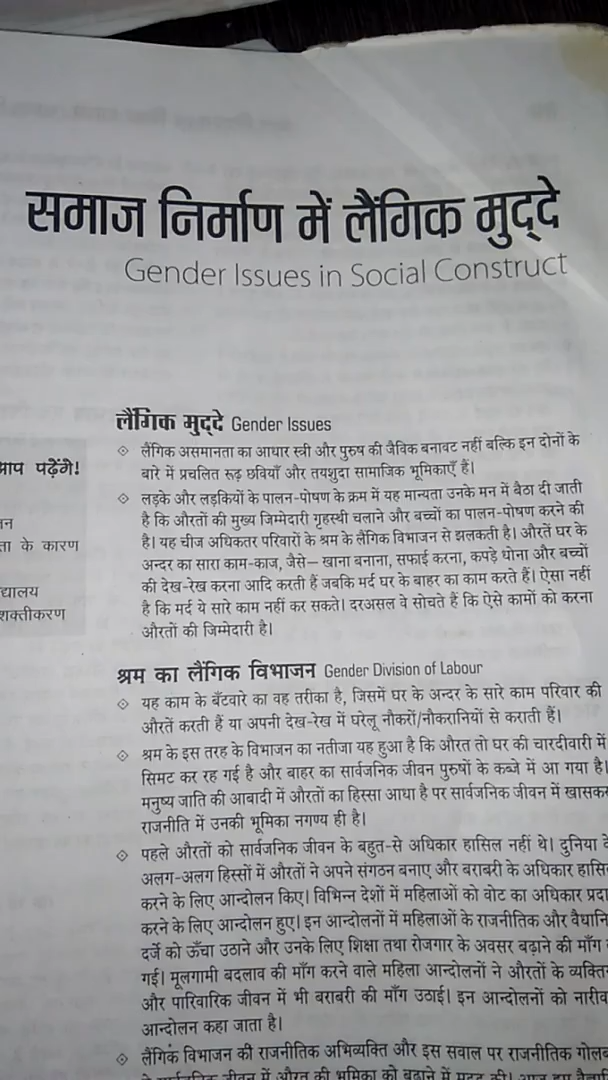 समाज निर्माण में लैंगिक मुद्दे
Gender Issues in Social Construct
पढ़ेंगे!
ता के कारण
लैंगिक मुद्दे Gender Issues
लैंगिक असमानता का आधार स्त्री और पुरुष की जैविक बनावट नहीं बल्कि इन दोनों के
बारे में प्रचलित रूढ़ छवियाँ और तयशुदा सामाजिक भूमिकाएँ हैं।
लड़के और लड़कियों के पालन-पोषण के क्रम में यह मान्यता उनके मन में बैठा दी जाती
है कि औरतों की मुख्य जिम्मेदारी गृहस्थी चलाने और बच्चों का पालन-पोषण करने की
है। यह चीज अधिकतर परिवारों के श्रम के लैंगिक विभाजन से झलकती है। औरतें घर के
अन्दर का सारा काम-काज, जैसे– खाना बनाना, सफाई करना, कपड़े धोना और बच्चों
की देख-रेख करना आदि करती हैं जबकि मर्द घर के बाहर का काम करते हैं। ऐसा नहीं
है कि मर्द ये सारे काम नहीं कर सकते। दरअसल वे सोचते हैं कि ऐसे कामों को करना
औरतों की जिम्मेदारी है।
श्रम का लैंगिक विभाजन Gender Division of Labour
यह काम के बँटवारे का वह तरीका है, जिसमें घर के अन्दर के सारे काम परिवार की
औरतें करती हैं या अपनी देख-रेख में घरेलू नौकरों/नौकरानियों से कराती हैं।
श्रम के इस तरह के विभाजन का नतीजा यह हुआ है कि औरत तो घर की चारदीवारी में
सिमट कर रह गई है और बाहर का सार्वजनिक जीवन पुरुषों के कब्जे में आ गया है।
मनुष्य जाति की आबादी में औरतों का हिस्सा आधा है पर सार्वजनिक जीवन में खासकर
राजनीति में उनकी भूमिका नगण्य ही है।
पहले औरतों को सार्वजनिक जीवन के बहुत-से अधिकार हासिल नहीं थे। दुनिया
अलग-अलग हिस्सों में औरतों ने अपने संगठन बनाए और बराबरी के अधिकार
करने के लिए आन्दोलन किए। विभिन्न देशों में महिलाओं को वोट का अधिकार
करने के लिए आन्दोलन हुए। इन आन्दोलनों में महिलाओं के राजनीतिक और
दर्जे को ऊँचा उठाने और उनके लिए शिक्षा तथा रोजगार के अवसर बढ़ाने की माँग
गई। मूलगामी बदलाव की माँग करने वाले महिला आन्दोलनों ने औरतों के
और पारिवारिक जीवन में भी बराबरी की माँग उठाई। इन आन्दोलनों को
आन्दोलन कहा जाता है।
लैंगिक विभाजन की राजनीतिक अभिव्यक्ति और इस सवाल पर राजनीतिक